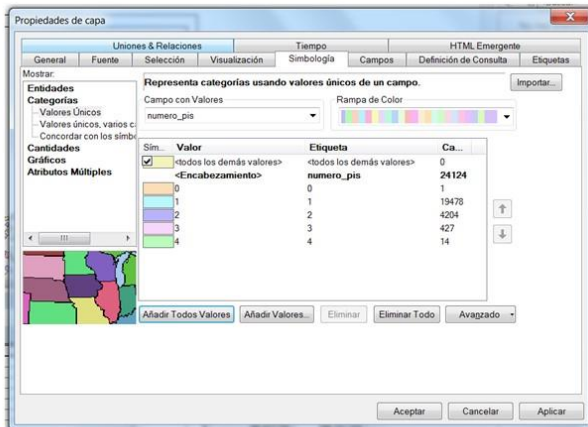 Propiedades de capa
Uniones & Relaciones Tiempo HTML Emergente
General Fuente Selección Visualización Simbología Campos Definición de Consulta Etiquetas
Mostrar:
Entidades
Categorías
Valores Únicos
Valores únicos, varios c
Concordar con los símbo
Cantidades
Gráficos
Atributos Múltiples
Representa categorías usando valores únicos de un campo.
Importar...
Campo con Valores
numero_pis
Rampa de Color
Sím... Valor Etiqueta Ca...
<todos los demás valores> <todos los demás valores> 0
<Encabezamiento> numero_pis 24124
0 0 1
1 1 19478
2 2 4204
3 3 427
4 4 14
Añadir Todos Valores Añadir Valores... Eliminar Eliminar Todo Avanzado
Aceptar Cancelar Aplicar